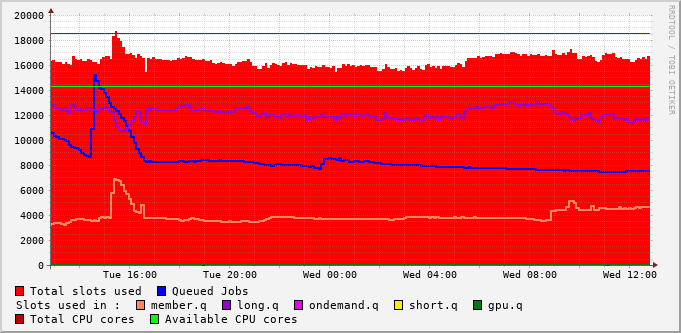 20000
18000
16000
14000
12000
10000
8000
6000
4000
2000
0
Tue 16:00 Tue 20:00 Wed 00:00 Wed 04:00 Wed 08:00 Wed 12:00
RRDTOOL / TOBI OETIKER
Total slots used Queued Jobs
Slots used in : member.q long.q ondemand.q short.q gpu.q
Total CPU cores Available CPU cores